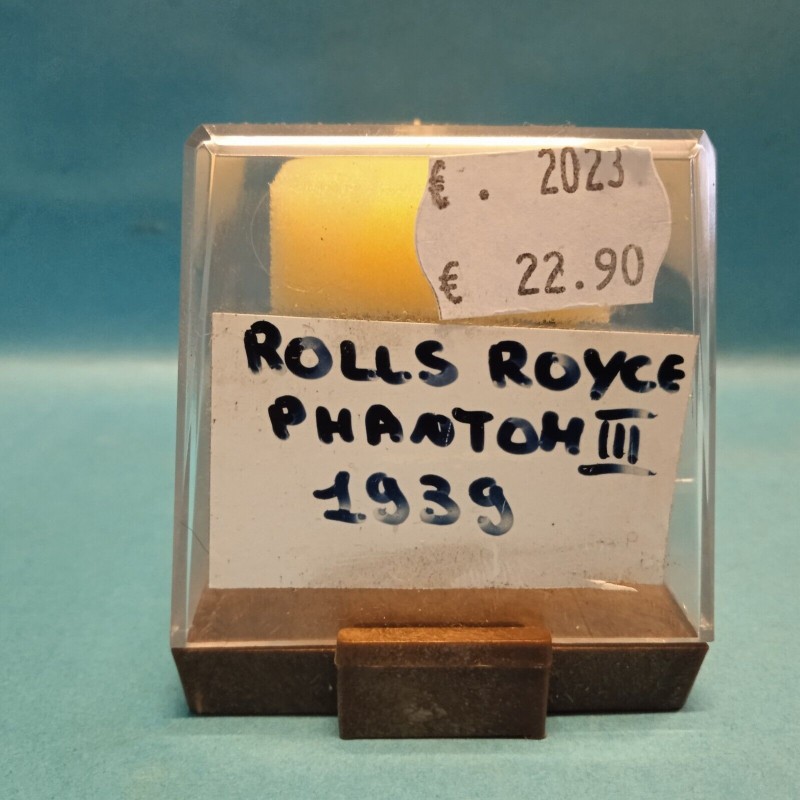 €. 2023
€ 22.90
ROLLS ROYCE
PHANTOM III
1939